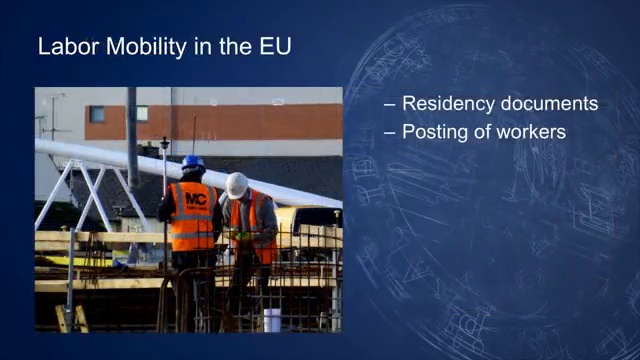 Labor Mobility in the EU
– Residency documents
– Posting of workers
MC